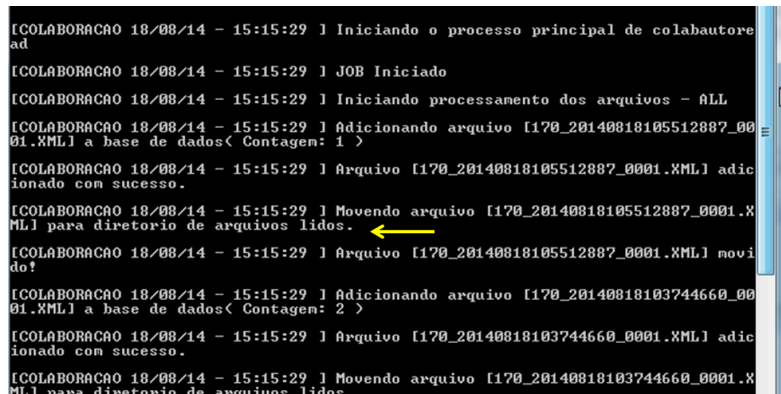 [COLABORACAO 18/08/14 - 15:15:29 ] Iniciando o processo principal de colabautore
ad
[COLABORACAO 18/08/14 - 15:15:29 ] JOB Iniciado
[COLABORACAO 18/08/14 - 15:15:29 ] Iniciando processamento dos arquivos - ALL
[COLABORACAO 18/08/14 - 15:15:29 ] Adicionando arquivo [170_20140818105512887_00
01.XML] a base de dados( Contagem: 1 )
[COLABORACAO 18/08/14 - 15:15:29 ] Arquivo [170_20140818105512887_0001.XML] adic
ionado com sucesso.
[COLABORACAO 18/08/14 - 15:15:29 ] Movendo arquivo [170_20140818105512887_0001.X
ML] para diretorio de arquivos lidos.
[COLABORACAO 18/08/14 - 15:15:29 ] Arquivo [170_20140818105512887_0001.XML] movi
do!
[COLABORACAO 18/08/14 - 15:15:29 ] Adicionando arquivo [170_20140818103744660_00
01.XML] a base de dados( Contagem: 2 )
[COLABORACAO 18/08/14 - 15:15:29 ] Arquivo [170_20140818103744660_0001.XML] adic
ionado com sucesso.
[COLABORACAO 18/08/14 - 15:15:29 ] Movendo arquivo [170_20140818103744660_0001.X
ML] para diretorio de arquivos lidos